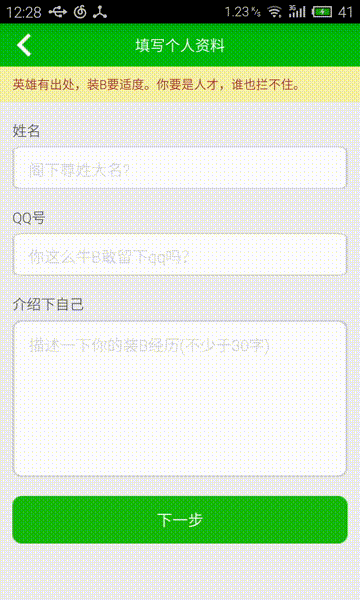 12:28 1.23 K/s 3G 41
填写个人资料
英雄有出处，装B要适度。你要是人才，谁也拦不住。
姓名
阁下尊姓大名?
QQ号
你这么牛B敢留下qq吗?
介绍下自己
描述一下你的装B经历(不少于30字)
下一步